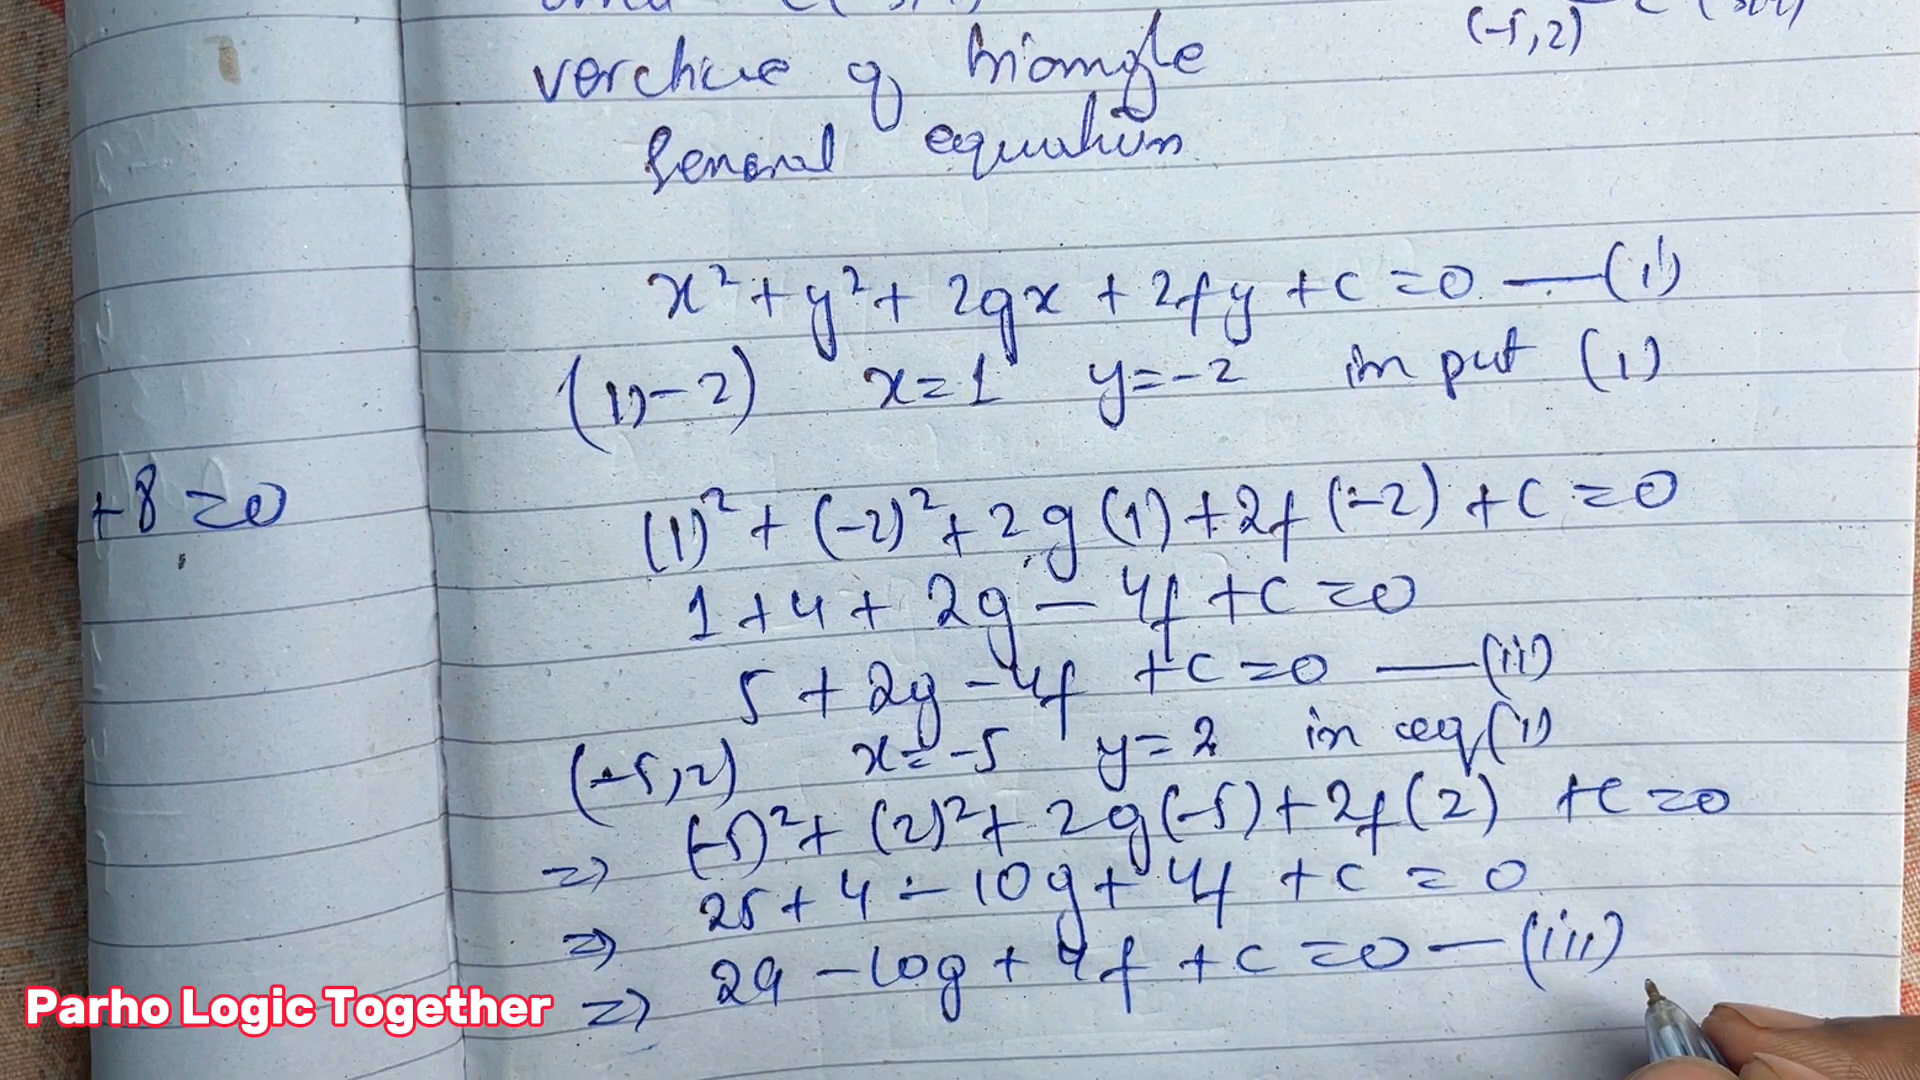 (-5,2)
verticue of triangle
General equation
x² + y² + 2gx + 2fy + c = 0 — (i)
(1,-2) x=1 y=-2 in put (i)
+8=0
(1)² + (-2)² + 2g(1) + 2f(-2) + c = 0
1 + 4 + 2g - 4f + c = 0
5 + 2g - 4f + c = 0 — (ii)
(-5,2) x=-5 y=2 in eq(i)
=> (-5)² + (2)² + 2g(-5) + 2f(2) + c = 0
=> 25 + 4 - 10g + 4f + c = 0
=> 29 - 10g + 4f + c = 0 — (iii)
Parho Logic Together